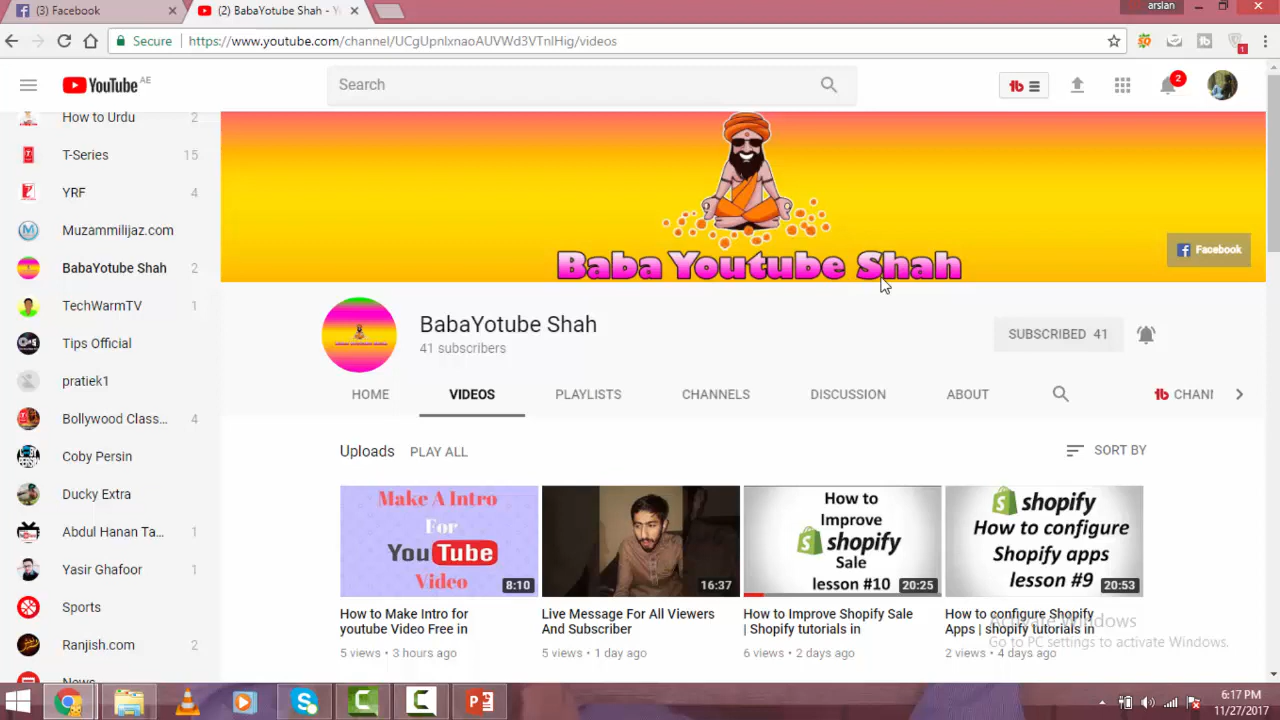 (3) Facebook
(2) BabaYotube Shah - Y
arslan
Secure
https://www.youtube.com/channel/UCgUpnlxnaoAUVWd3VTnlHig/videos
SQ
1
YouTube AE
Search
2
How to Urdu 2
T-Series 15
YRF 4
Muzammilijaz.com
BabaYotube Shah 2
TechWarmTV 1
Tips Official
pratiek1
Bollywood Class... 4
Coby Persin
Ducky Extra
Abdul Hanan Ta... 1
Yasir Ghafoor 1
Sports
Ranjish.com 2
News
Baba Youtube Shah
Facebook
BabaYotube Shah
41 subscribers
SUBSCRIBED 41
HOME VIDEOS PLAYLISTS CHANNELS DISCUSSION ABOUT CHANI
Uploads PLAY ALL
SORT BY
Make A Intro
For
YouTube
Video
8:10
How to Make Intro for
youtube Video Free in
5 views • 3 hours ago
16:37
Live Message For All Viewers
And Subscriber
5 views • 1 day ago
How to
Improve
shopify
Sale
lesson #10
20:25
How to Improve Shopify Sale
| Shopify tutorials in
6 views • 2 days ago
shopify
How to configure
Shopify apps
lesson #9
20:53
How to configure Shopify
Apps | shopify tutorials in
2 views • 4 days ago
Activate Windows
Go to PC settings to activate Windows.
6:17 PM
11/27/2017